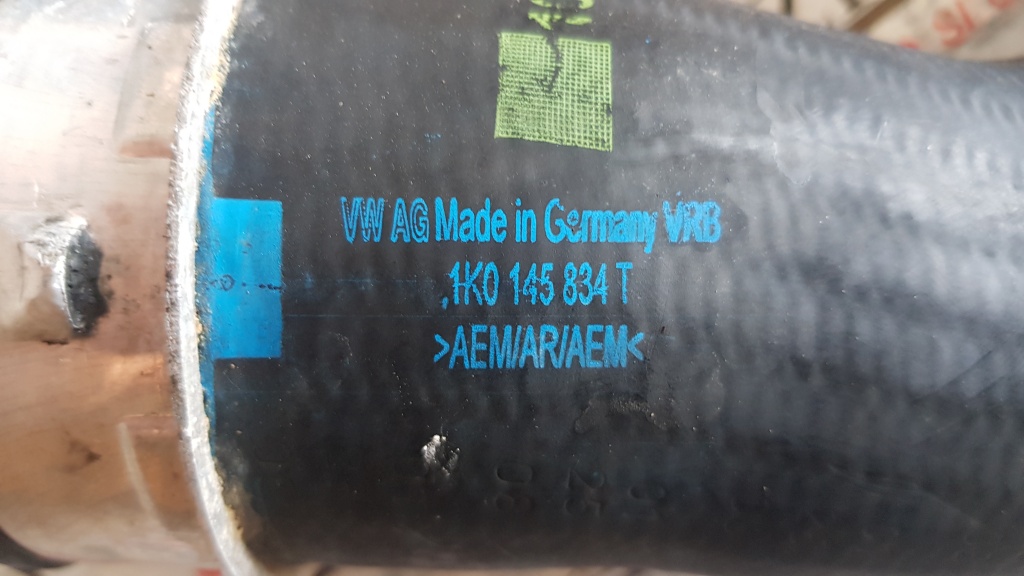 VW AG Made in Germany VRB
1K0 145 834 T
>AEM/AR/AEM<